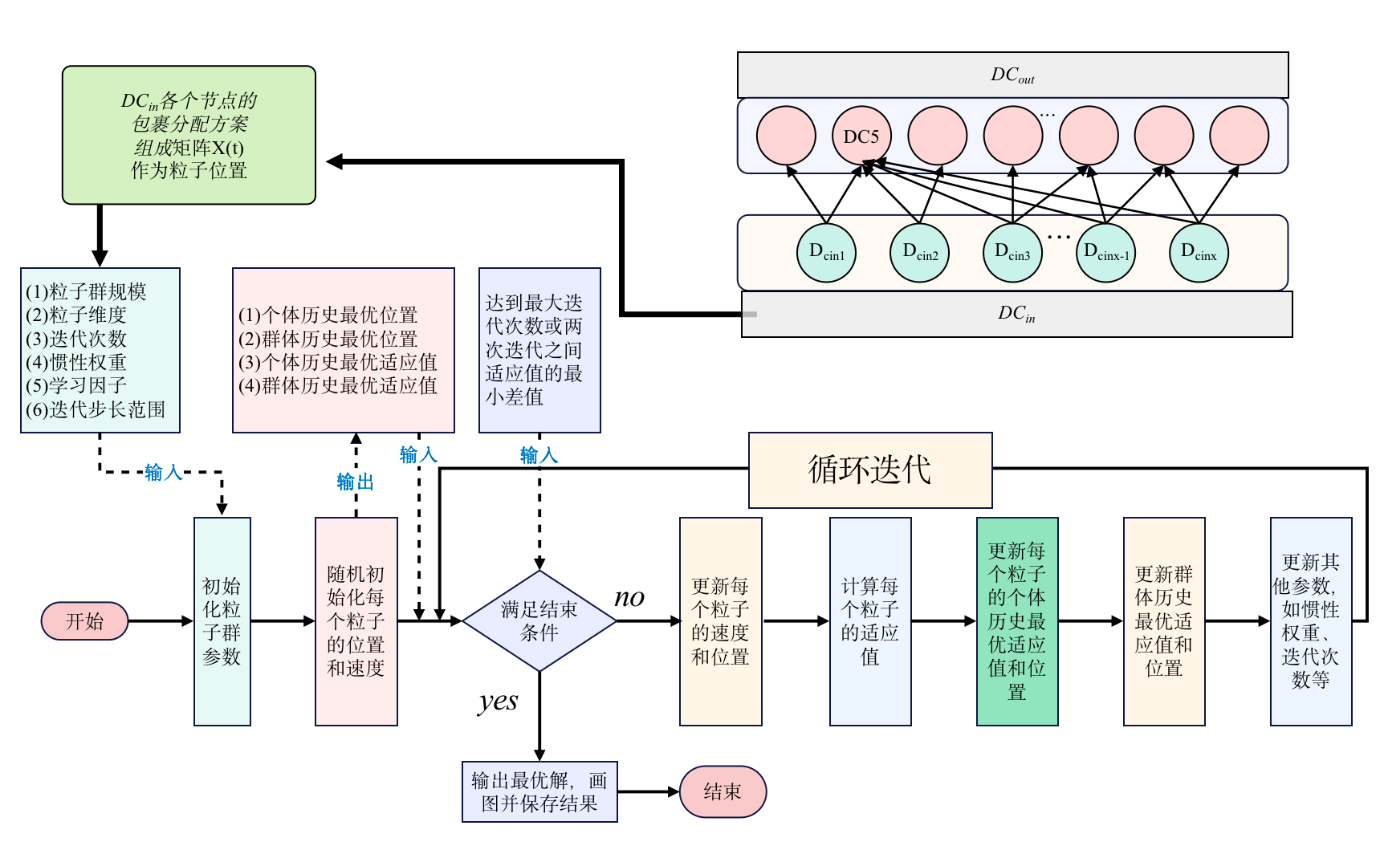 DCout
DCin各个节点的
包裹分配方案
组成矩阵X(t)
作为粒子位置
...
DC5
Dcin1
Dcin2
Dcin3
...
Dcinx-1
Dcinx
DCin
(1)粒子群规模
(2)粒子维度
(3)迭代次数
(4)惯性权重
(5)学习因子
(6)迭代步长范围
(1)个体历史最优位置
(2)群体历史最优位置
(3)个体历史最优适应值
(4)群体历史最优适应值
达到最大迭
代次数或两
次迭代之间
适应值的最
小差值
输入
输出
输入
输入
循环迭代
开始
初始
化粒
子群
参数
随机初
始化每
个粒子
的位置
和速度
满足结束
条件
no
yes
更新每
个粒子
的速度
和位置
计算每
个粒子
的适应
值
更新每
个粒子
的个体
历史最
优适应
值和位
置
更新群
体历史
最优适
应值和
位置
更新其
他参数,
如惯性
权重、
迭代次
数等
输出最优解，画
图并保存结果
结束